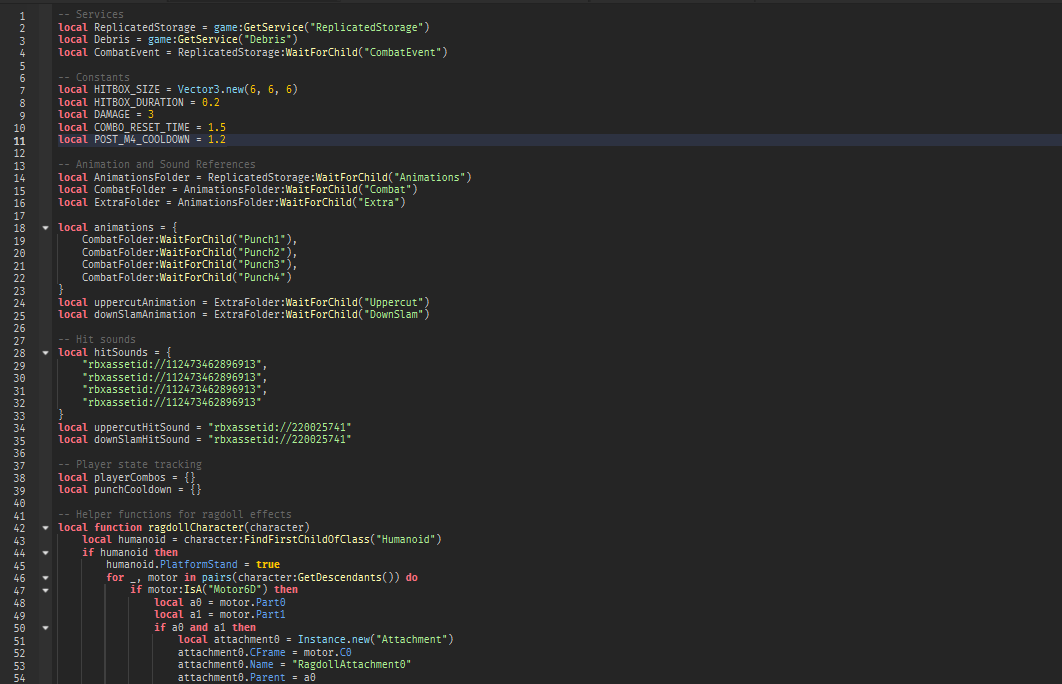 1 -- Services
2 local ReplicatedStorage = game:GetService("ReplicatedStorage")
3 local Debris = game:GetService("Debris")
4 local CombatEvent = ReplicatedStorage:WaitForChild("CombatEvent")
5
6 -- Constants
7 local HITBOX_SIZE = Vector3.new(6, 6, 6)
8 local HITBOX_DURATION = 0.2
9 local DAMAGE = 3
10 local COMBO_RESET_TIME = 1.5
11 local POST_M4_COOLDOWN = 1.2
12
13 -- Animation and Sound References
14 local AnimationsFolder = ReplicatedStorage:WaitForChild("Animations")
15 local CombatFolder = AnimationsFolder:WaitForChild("Combat")
16 local ExtraFolder = AnimationsFolder:WaitForChild("Extra")
17
18 local animations = {
19 CombatFolder:WaitForChild("Punch1"),
20 CombatFolder:WaitForChild("Punch2"),
21 CombatFolder:WaitForChild("Punch3"),
22 CombatFolder:WaitForChild("Punch4")
23 }
24 local uppercutAnimation = ExtraFolder:WaitForChild("Uppercut")
25 local downSlamAnimation = ExtraFolder:WaitForChild("DownSlam")
26
27 -- Hit sounds
28 local hitSounds = {
29 "rbxassetid://112473462896913",
30 "rbxassetid://112473462896913",
31 "rbxassetid://112473462896913",
32 "rbxassetid://112473462896913"
33 }
34 local uppercutHitSound = "rbxassetid://220025741"
35 local downSlamHitSound = "rbxassetid://220025741"
36
37 -- Player state tracking
38 local playerCombos = {}
39 local punchCooldown = {}
40
41 -- Helper functions for ragdoll effects
42 local function ragdollCharacter(character)
43 local humanoid = character:FindFirstChildOfClass("Humanoid")
44 if humanoid then
45 humanoid.PlatformStand = true
46 for _, motor in pairs(character:GetDescendants()) do
47 if motor:IsA("Motor6D") then
48 local a0 = motor.Part0
49 local a1 = motor.Part1
50 if a0 and a1 then
51 local attachment0 = Instance.new("Attachment")
52 attachment0.CFrame = motor.C0
53 attachment0.Name = "RagdollAttachment0"
54 attachment0.Parent = a0